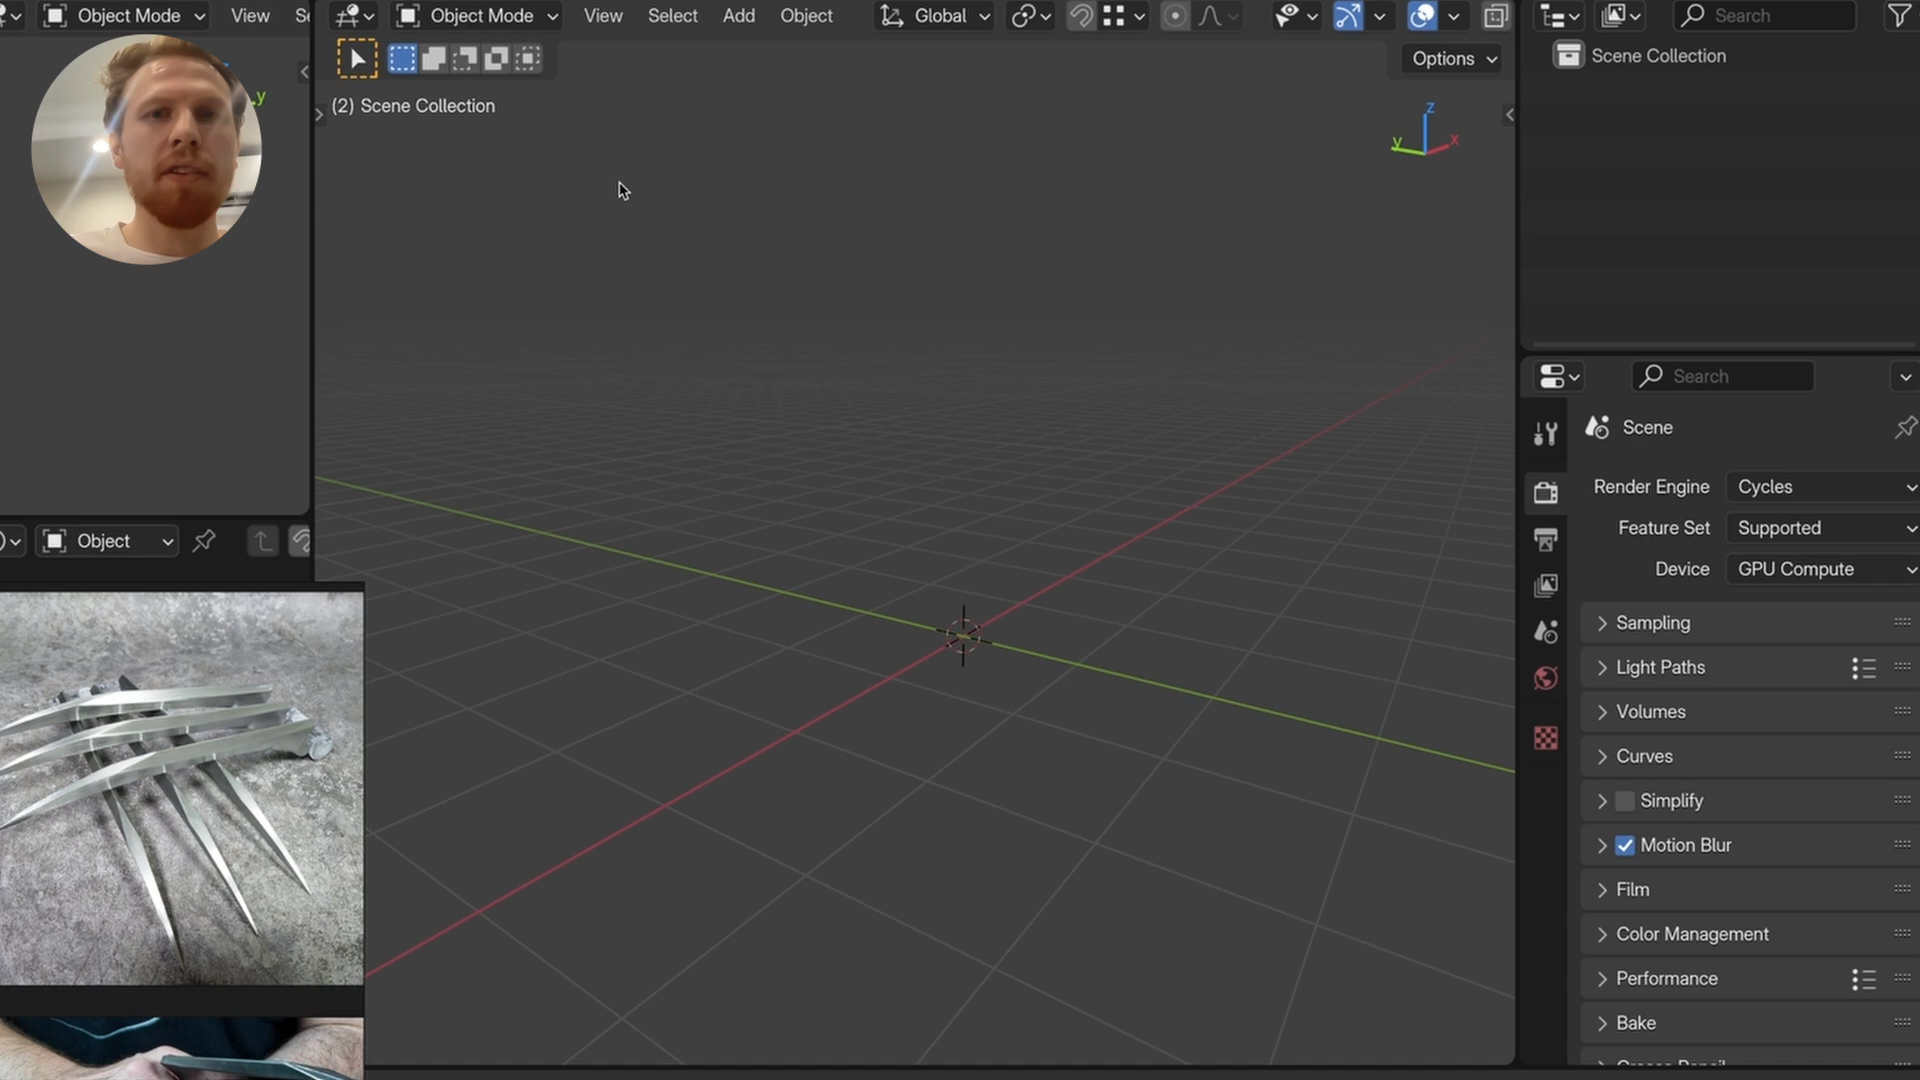 Object Mode
View
Object Mode
View
Select
Add
Object
Global
Search
Options
Scene Collection
y
(2) Scene Collection
z
y
x
Search
Scene
Render Engine
Cycles
Feature Set
Supported
Device
GPU Compute
Object
Sampling
Light Paths
Volumes
Curves
Simplify
Motion Blur
Film
Color Management
Performance
Bake